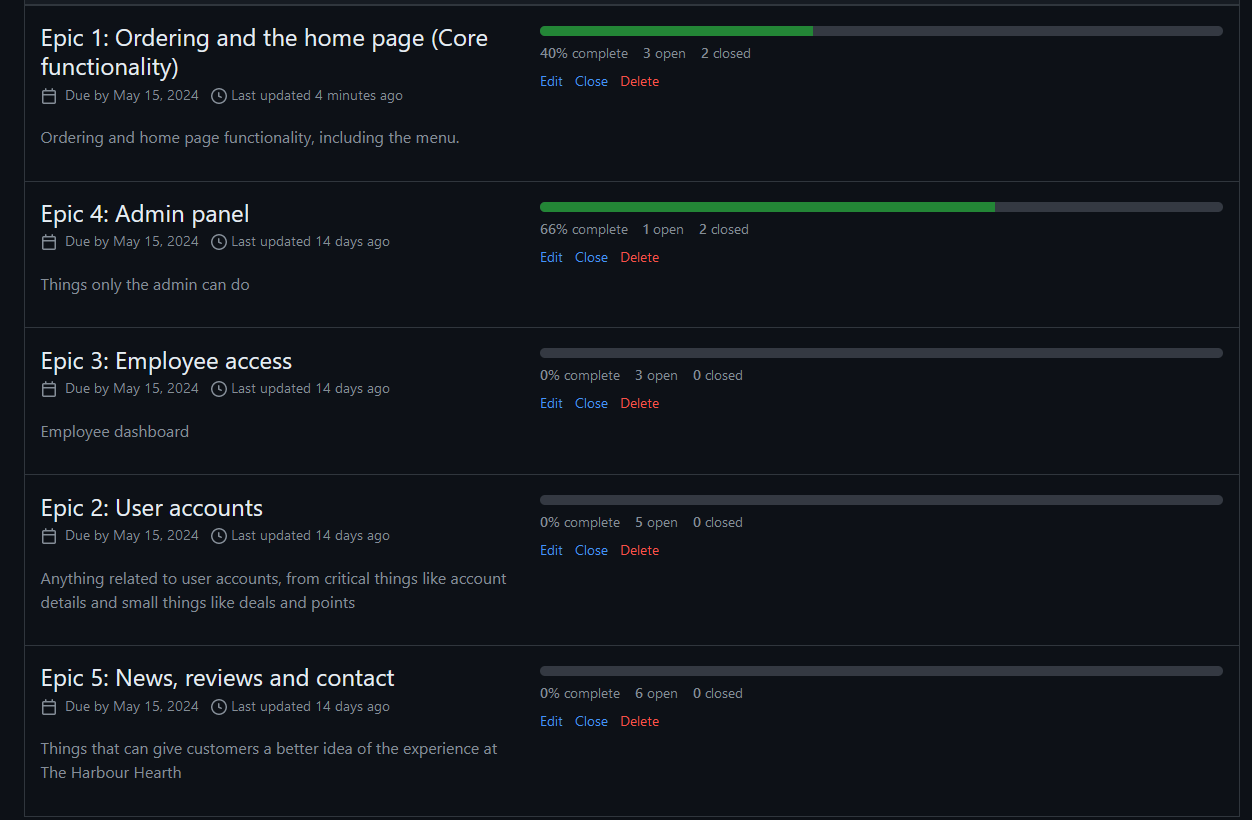 Epic 1: Ordering and the home page (Core
functionality)
Due by May 15, 2024 Last updated 4 minutes ago
Ordering and home page functionality, including the menu.
40% complete 3 open 2 closed
Edit Close Delete
Epic 4: Admin panel
Due by May 15, 2024 Last updated 14 days ago
Things only the admin can do
66% complete 1 open 2 closed
Edit Close Delete
Epic 3: Employee access
Due by May 15, 2024 Last updated 14 days ago
Employee dashboard
0% complete 3 open 0 closed
Edit Close Delete
Epic 2: User accounts
Due by May 15, 2024 Last updated 14 days ago
Anything related to user accounts, from critical things like account
details and small things like deals and points
0% complete 5 open 0 closed
Edit Close Delete
Epic 5: News, reviews and contact
Due by May 15, 2024 Last updated 14 days ago
Things that can give customers a better idea of the experience at
The Harbour Hearth
0% complete 6 open 0 closed
Edit Close Delete